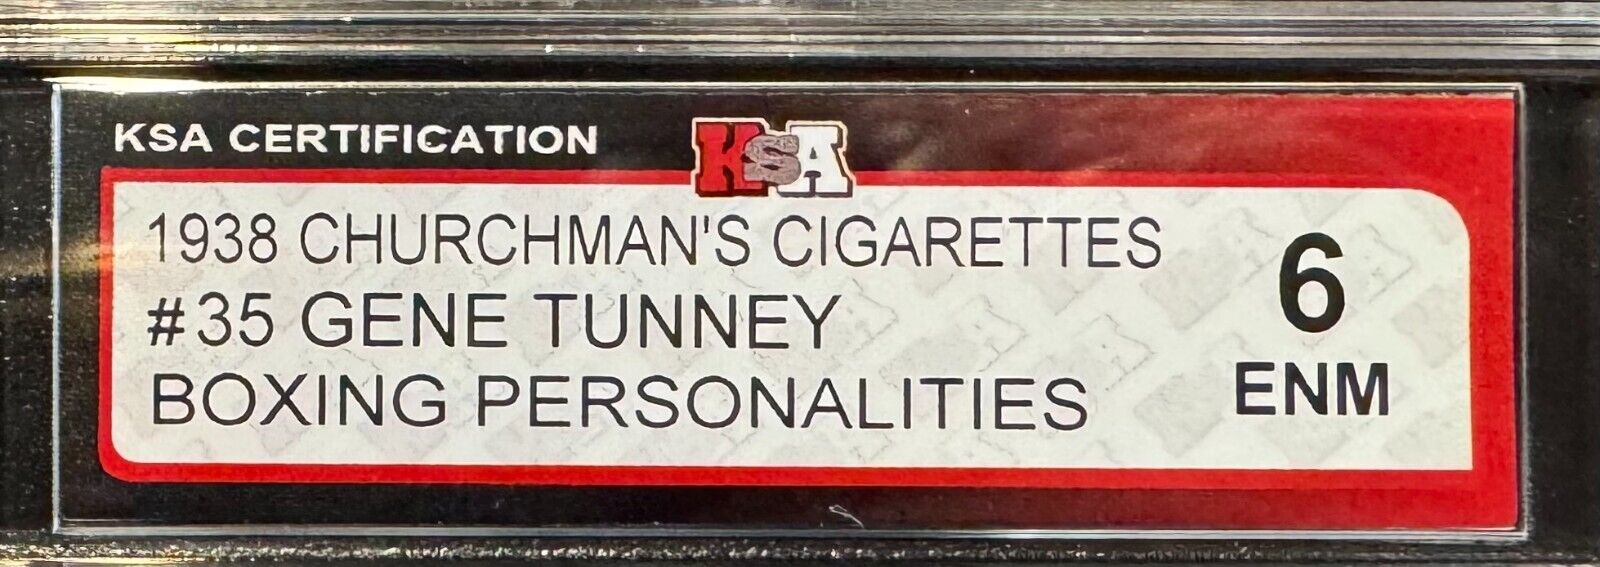 KSA CERTIFICATION
KSA
1938 CHURCHMAN'S CIGARETTES
#35 GENE TUNNEY
BOXING PERSONALITIES
6
ENM